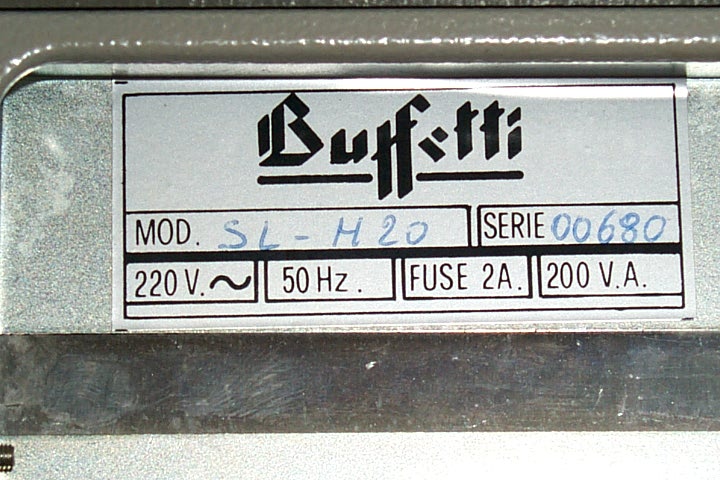 Buffetti
MOD. SL-H20 SERIE 00680
220 V. ~ 50 Hz. FUSE 2A. 200 V.A.